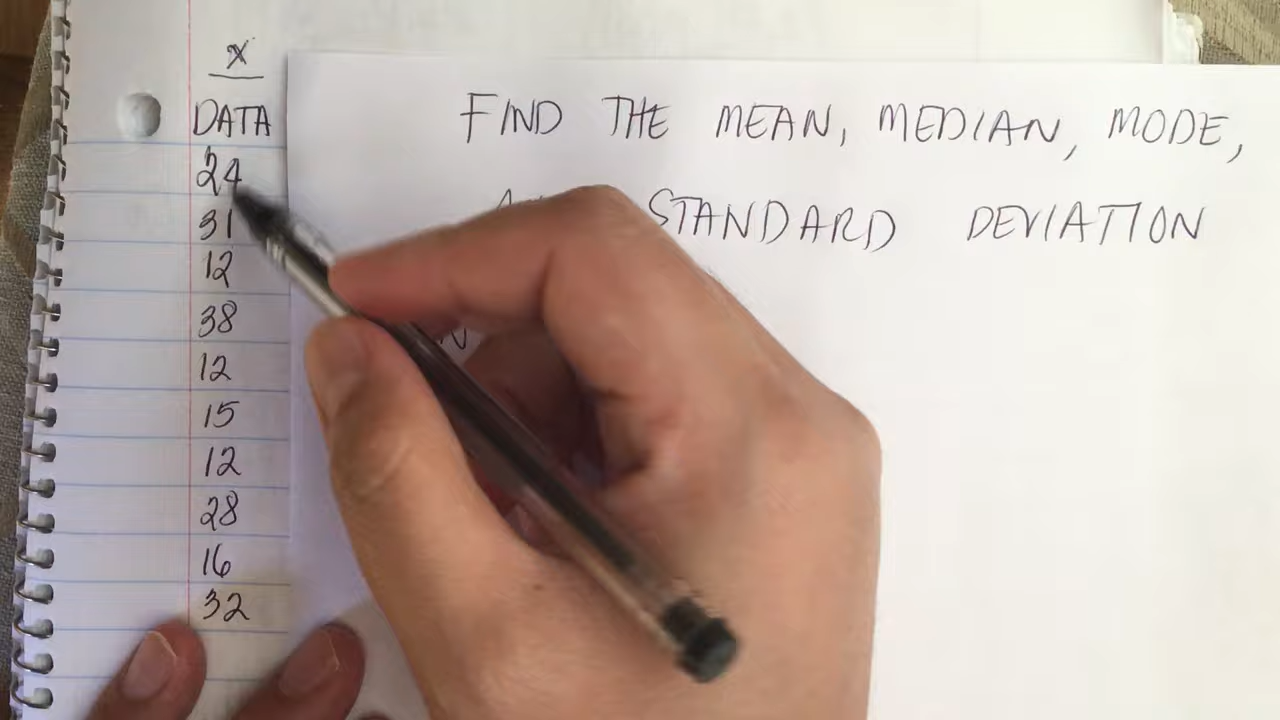 X
DATA
24
31
12
38
12
15
12
28
16
32
FIND THE MEAN, MEDIAN, MODE,
STANDARD DEVIATION